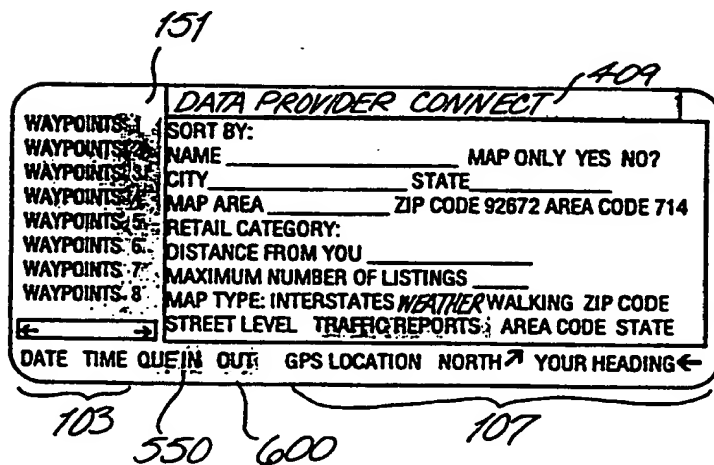 151
409
DATA PROVIDER CONNECT
WAYPOINTS 1
WAYPOINTS 2
WAYPOINTS 3
WAYPOINTS 4
WAYPOINTS 5
WAYPOINTS 6
WAYPOINTS 7
WAYPOINTS 8
SORT BY:
NAME MAP ONLY YES NO?
CITY STATE
MAP AREA ZIP CODE 92672 AREA CODE 714
RETAIL CATEGORY:
DISTANCE FROM YOU
MAXIMUM NUMBER OF LISTINGS
MAP TYPE: INTERSTATES WEATHER WALKING ZIP CODE
STREET LEVEL TRAFFIC REPORTS AREA CODE STATE
DATE TIME QUE IN OUT GPS LOCATION NORTH YOUR HEADING
103
550
600
107